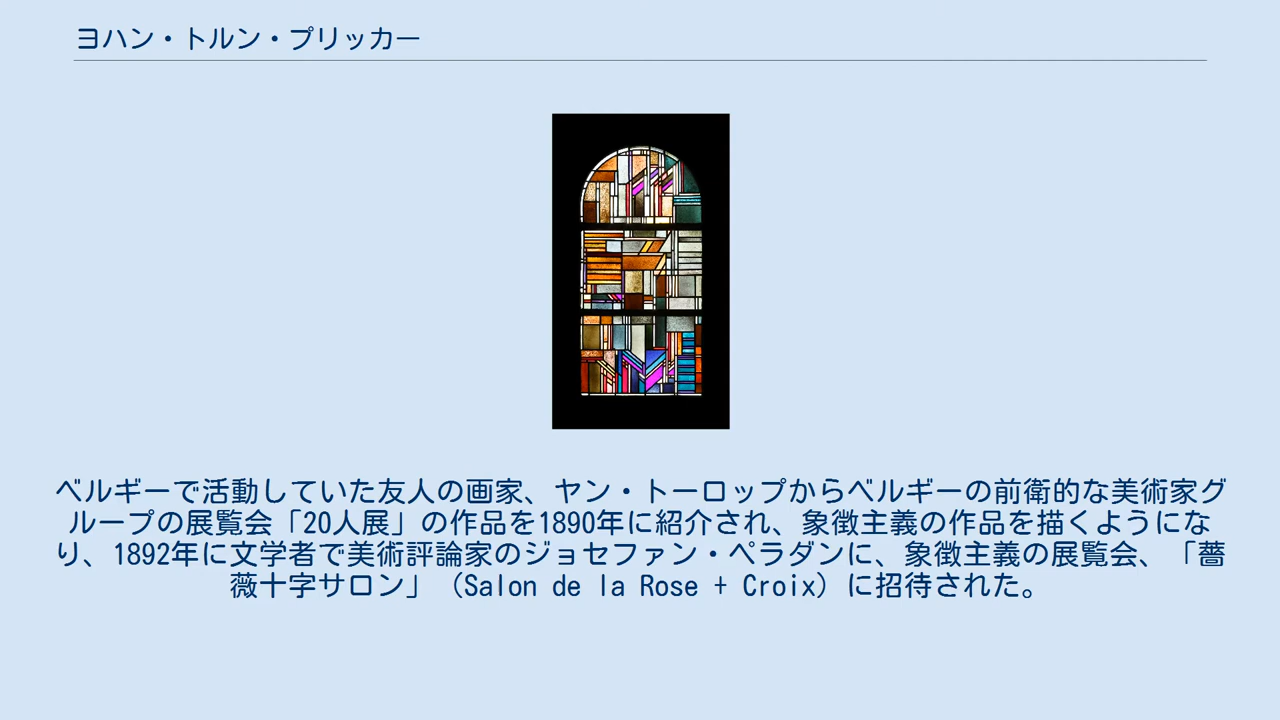 ヨハン・トルン・プリッカー
ベルギーで活動していた友人の画家、ヤン・トーロップからベルギーの前衛的な美術家グ
ループの展覧会「20人展」の作品を1890年に紹介され、象徴主義の作品を描くようにな
り、1892年に文学者で美術評論家のジョセファン・ペラダンに、象徴主義の展覧会、「薔
薇十字サロン」（Salon de la Rose + Croix）に招待された。